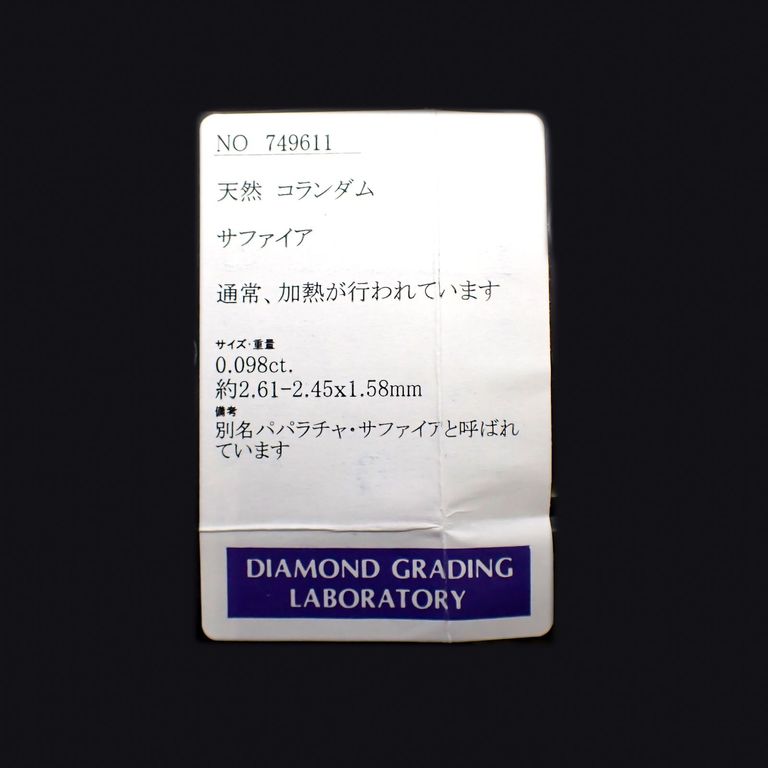 NO 749611
天然 コランダム
サファイア
通常、加熱が行われています
サイズ・重量
0.098ct.
約2.61-2.45x1.58mm
備考
別名パパラチャ・サファイアと呼ばれ
ています
DIAMOND GRADING
LABORATORY